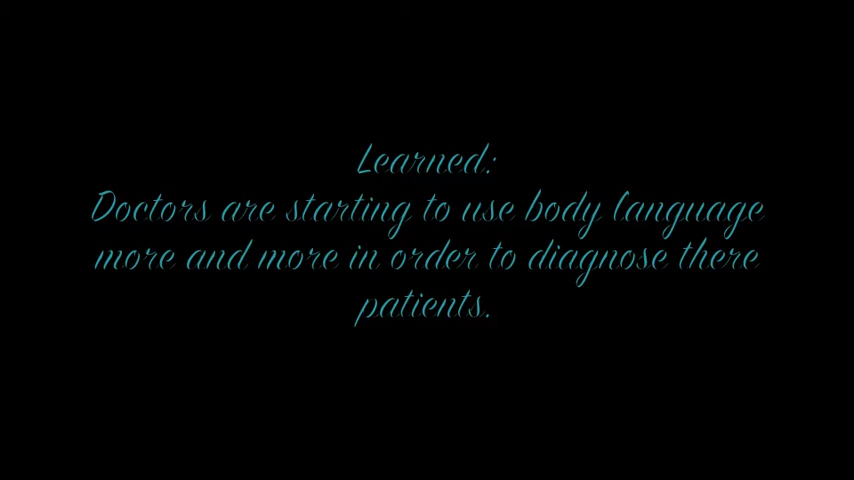 Learned:
Doctors are starting to use body language
more and more in order to diagnose there
patients.